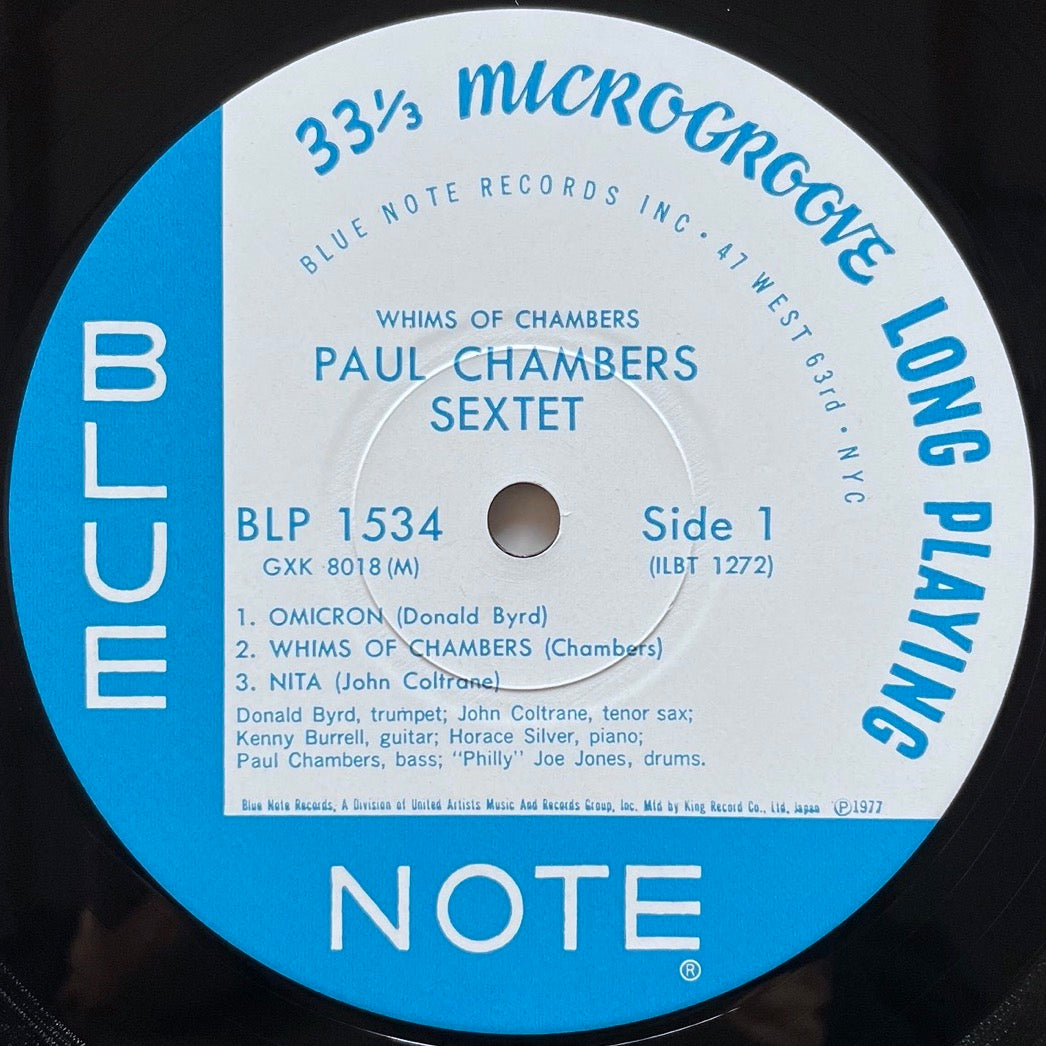 33⅓ MICROGROOVE LONG PLAYING
BLUE NOTE RECORDS INC • 47 WEST 63rd • NYC
WHIMS OF CHAMBERS
PAUL CHAMBERS
SEXTET
BLP 1534
Side 1
GXK 8018 (M)
(ILBT 1272)
1. OMICRON (Donald Byrd)
2. WHIMS OF CHAMBERS (Chambers)
3. NITA (John Coltrane)
Donald Byrd, trumpet; John Coltrane, tenor sax;
Kenny Burrell, guitar; Horace Silver, piano;
Paul Chambers, bass; "Philly" Joe Jones, drums.
Blue Note Records, A Division of United Artists Music And Records Group, Inc. Mfd by King Record Co., Ltd, Japan ℗1977
BLUE
NOTE®